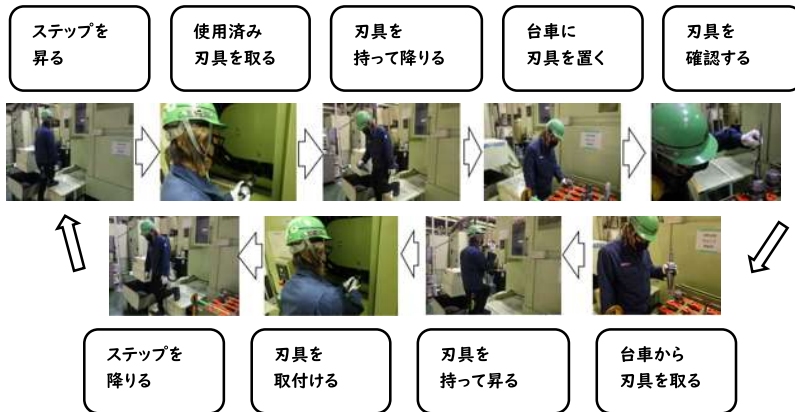 ステップを
昇る
使用済み
刃具を取る
刃具を
持って降りる
台車に
刃具を置く
刃具を
確認する
ステップを
降りる
刃具を
取付ける
刃具を
持って昇る
台車から
刃具を取る